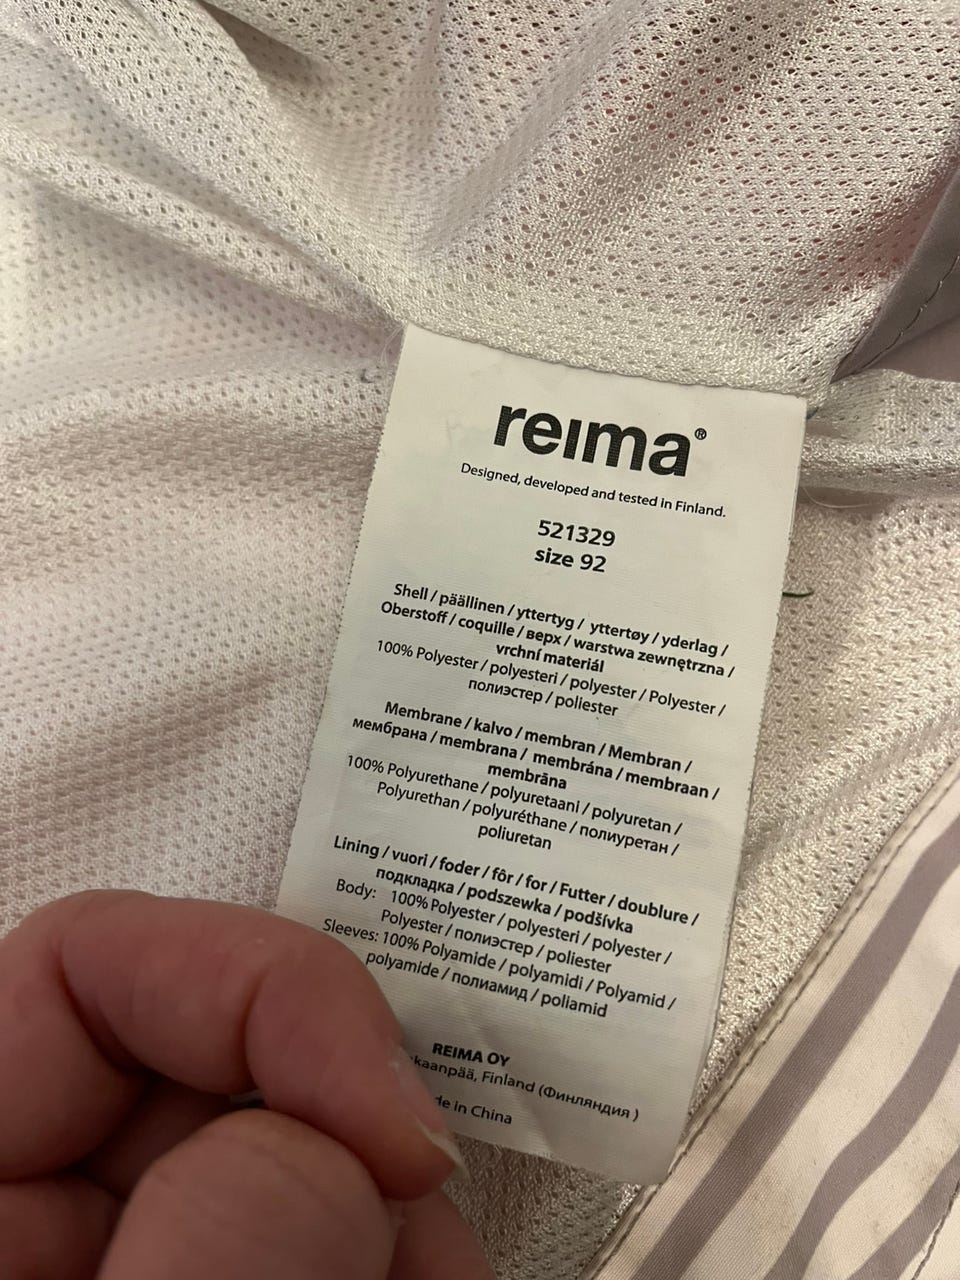 reima®
Designed, developed and tested in Finland.
521329
size 92
Shell / päällinen / yttertyg / yttertøy / yderlag /
Oberstoff / coquille / верх / warstwa zewnętrzna /
vrchní materiál
100% Polyester / polyesteri / polyester / Polyester /
полиэстер / poliester
Membrane / kalvo / membran / Membran /
мембрана / membrana / membrána / membraan /
membrāna
100% Polyurethane / polyuretaani / polyuretan /
Polyurethan / polyuréthane / полиуретан /
poliuretan
Lining / vuori / foder / fôr / for / Futter / doublure /
подкладка / podszewka / podšívka
Body: 100% Polyester / polyesteri / polyester /
Polyester / полиэстер / poliester
Sleeves: 100% Polyamide / polyamidi / Polyamid /
polyamide / полиамид / poliamid
REIMA OY
Finland (Финляндия)
in China